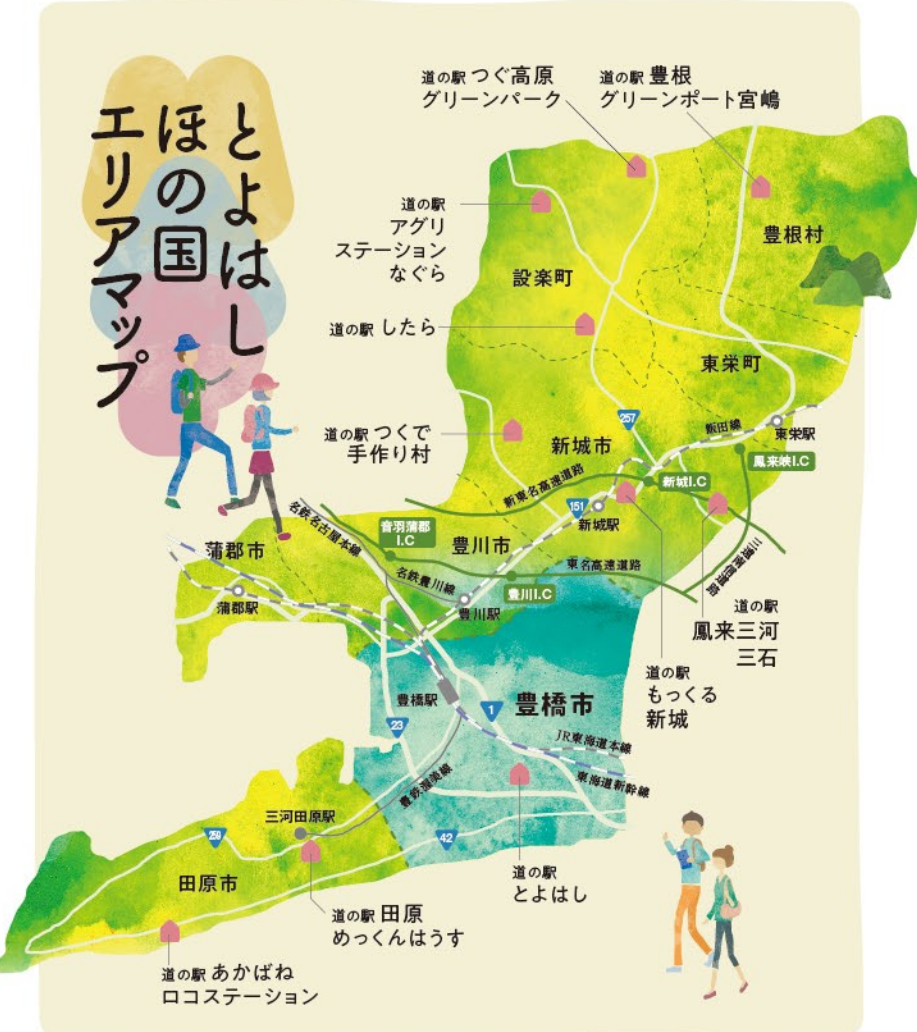 とよはし
ほの国
エリアマップ
道の駅 つぐ高原
グリーンパーク
道の駅 豊根
グリーンポート宮嶋
道の駅
アグリ
ステーション
なぐら
豊根村
設楽町
道の駅 したら
東栄町
257
飯田線
東栄駅
道の駅 つくで
手作り村
新城市
鳳来峡I.C
新東名高速道路
新城I.C
151
新城駅
名鉄名古屋本線
音羽蒲郡
I.C
豊川市
蒲郡市
東名高速道路
三遠南信道路
名鉄豊川線
豊川I.C
蒲郡駅
豊川駅
道の駅
鳳来三河
三石
道の駅
もっくる
新城
豊橋駅
豊橋市
1
23
JR東海道本線
豊鉄渥美線
東海道新幹線
三河田原駅
259
42
田原市
道の駅
とよはし
道の駅 田原
めっくんはうす
道の駅 あかばね
ロコステーション